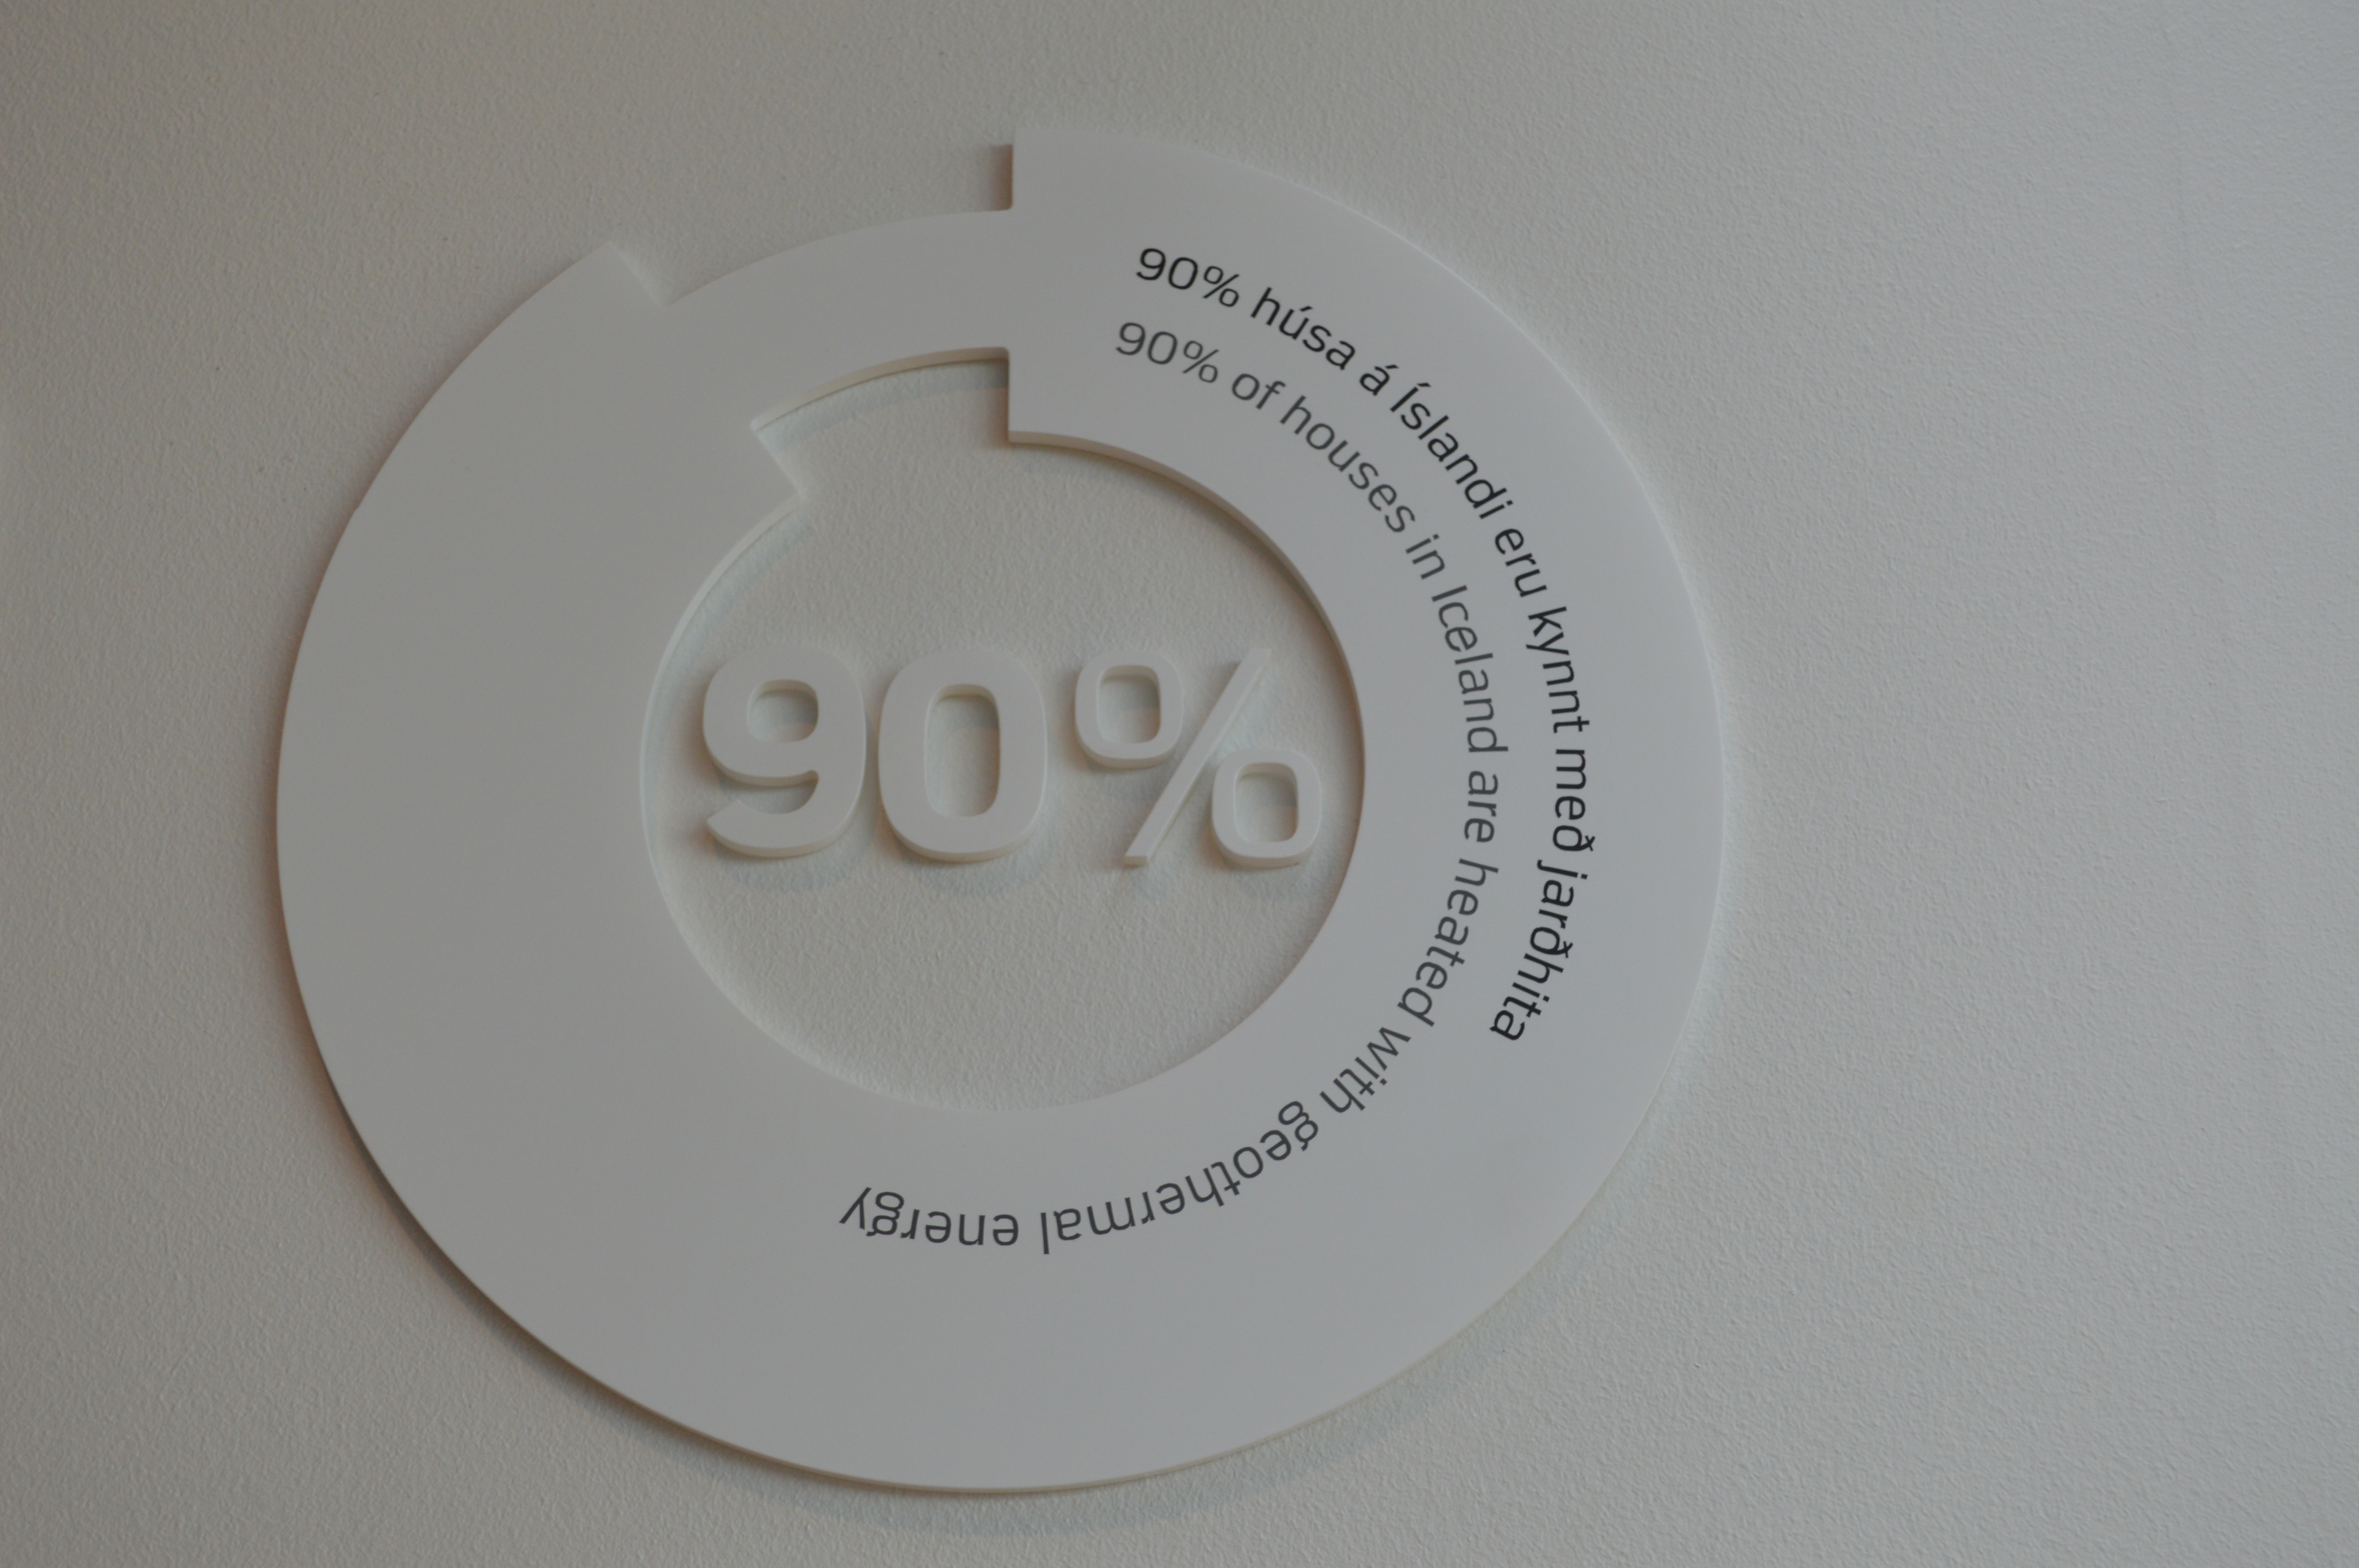 90% húsa á Íslandi eru kynnt með jarðhita
90% of houses in Iceland are heated with geothermal energy
90%